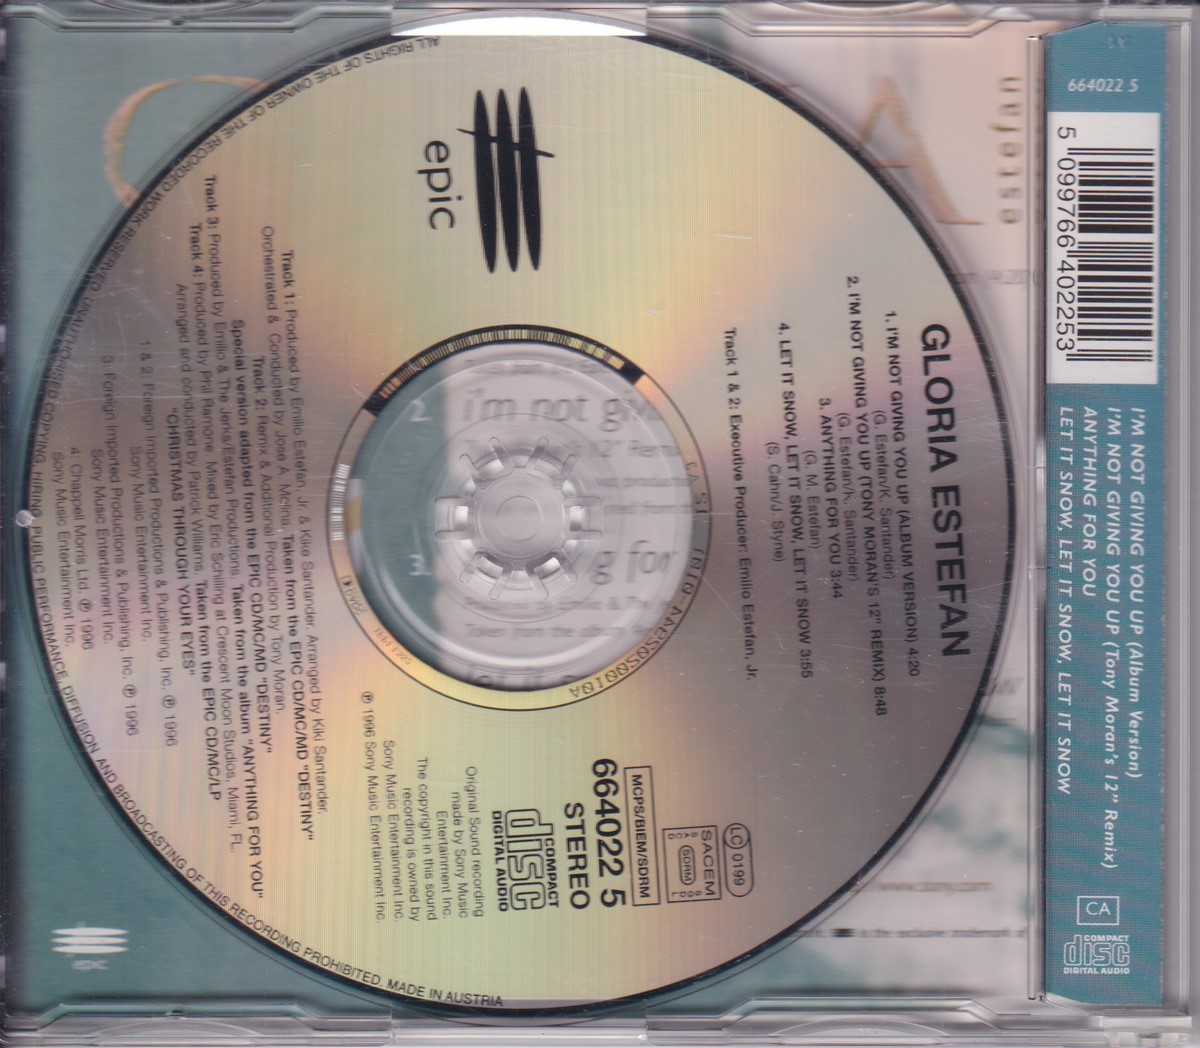 epic
GLORIA ESTEFAN
1. I'M NOT GIVING YOU UP (ALBUM VERSION) 4:20
(G. Estefan/K. Santander)
2. I'M NOT GIVING YOU UP (TONY MORAN'S 12" REMIX) 8:48
(G. Estefan/K. Santander)
3. ANYTHING FOR YOU 3:44
(G. M. Estefan)
4. LET IT SNOW, LET IT SNOW, LET IT SNOW 3:55
(S. Cahn/J. Styne)
Track 1 & 2: Executive Producer: Emilio Estefan, Jr.
LC 0199
SACEM
SDRM
MCPS/BIEM/SDRM
664022 5
STEREO
COMPACT
disc
DIGITAL AUDIO
Original Sound recording
made by Sony Music
Entertainment Inc.
The copyright in this sound
recording is owned by
Sony Music Entertainment Inc.
℗ 1996 Sony Music Entertainment Inc.
Track 1: Produced by Emilio Estefan, Jr. & Kike Santander. Arranged by Kiki Santander.
Orchestrated & Conducted by Jose A. Molina. Taken from the EPIC CD/MC/MD "DESTINY"
Track 2: Remix & Additional Production by Tony Moran.
Special version adapted from the EPIC CD/MC/MD "DESTINY"
Track 3: Produced by Emilio & The Jerks/Estefan Productions. Taken from the album "ANYTHING FOR YOU"
Track 4: Produced by Phil Ramone. Mixed by Eric Schilling at Crescent Moon Studios, Miami, FL.
Arranged and conducted by Patrick Williams. Taken from the EPIC CD/MC/LP
"CHRISTMAS THROUGH YOUR EYES"
1 & 2: Foreign Imported Productions & Publishing, Inc. ℗ 1996
Sony Music Entertainment Inc.
3: Foreign Imported Productions & Publishing, Inc. ℗ 1996
Sony Music Entertainment Inc.
4: Chappel Morris Ltd. ℗ 1996
Sony Music Entertainment Inc.
ALL RIGHTS OF THE OWNER OF THE RECORDED WORK RESERVED. UNAUTHORISED COPYING, HIRING, PUBLIC PERFORMANCE, DIFFUSION AND BROADCASTING OF THIS RECORDING PROHIBITED. MADE IN AUSTRIA
2. i'm not
3.
for
epic
664022 5
5 099766 402253
I'M NOT GIVING YOU UP (Album Version)
I'M NOT GIVING YOU UP (Tony Moran's 12" Remix)
ANYTHING FOR YOU
LET IT SNOW, LET IT SNOW, LET IT SNOW
CA
COMPACT
disc
DIGITAL AUDIO